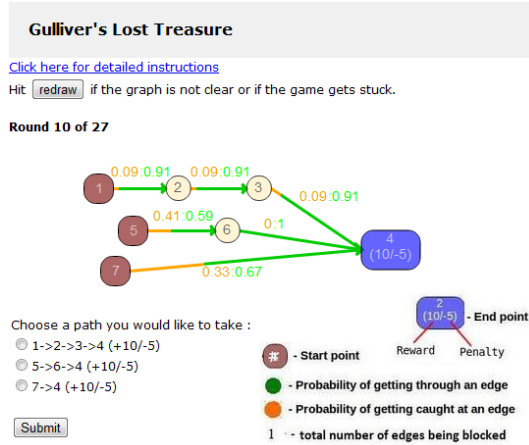 Gulliver's Lost Treasure
Click here for detailed instructions
Hit redraw if the graph is not clear or if the game gets stuck.
Round 10 of 27
0.09:0.91 0.09:0.91
1 2 3
0.09:0.91
0.41:0.59
5 6 0:1
4
(10/-5)
7
0.33:0.67
Choose a path you would like to take :
1->2->3->4 (+10/-5)
5->6->4 (+10/-5)
7->4 (+10/-5)
Submit
2
(10/-5) - End point
Reward Penalty
# - Start point
- Probability of getting through an edge
- Probability of getting caught at an edge
1 - total number of edges being blocked